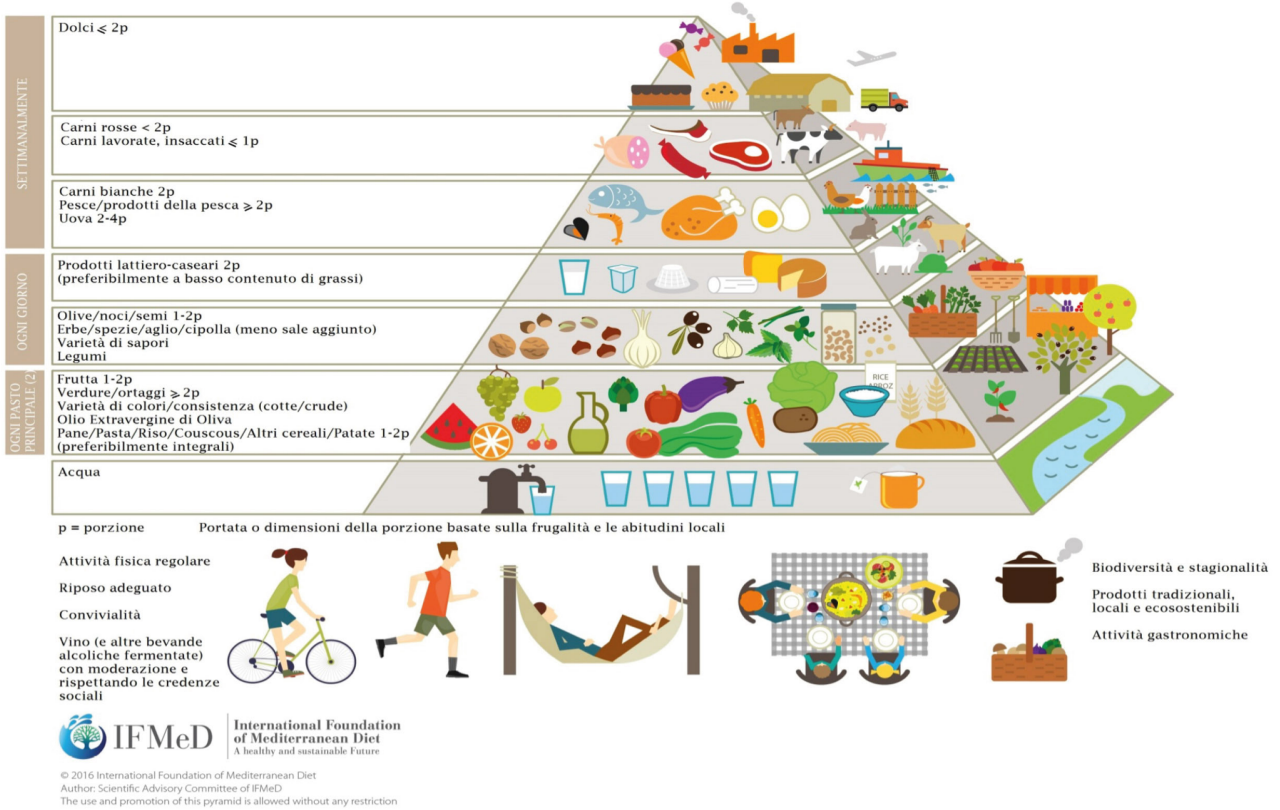 SETTIMANALMENTE
Dolci ⩽ 2p
Carni rosse < 2p
Carni lavorate, insaccati ⩽ 1p
Carni bianche 2p
Pesce/prodotti della pesca ⩾ 2p
Uova 2-4p
OGNI GIORNO
Prodotti lattiero-caseari 2p
(preferibilmente a basso contenuto di grassi)
Olive/noci/semi 1-2p
Erbe/spezie/aglio/cipolla (meno sale aggiunto)
Varietà di sapori
Legumi
OGNI PASTO
PRINCIPALE (2)
Frutta 1-2p
Verdure/ortaggi ⩾ 2p
Varietà di colori/consistenza (cotte/crude)
Olio Extravergine di Oliva
Pane/Pasta/Riso/Couscous/Altri cereali/Patate 1-2p
(preferibilmente integrali)
RICE
ARROZ
Acqua
p = porzione
Portata o dimensioni della porzione basate sulla frugalità e le abitudini locali
Attività fisica regolare
Riposo adeguato
Convivialità
Vino (e altre bevande
alcoliche fermentate)
con moderazione e
rispettando le credenze
sociali
Biodiversità e stagionalità
Prodotti tradizionali,
locali e ecosostenibili
Attività gastronomiche
IFMeD
International Foundation
of Mediterranean Diet
A healthy and sustainable Future
© 2016 International Foundation of Mediterranean Diet
Author: Scientific Advisory Committee of IFMeD
The use and promotion of this pyramid is allowed without any restriction